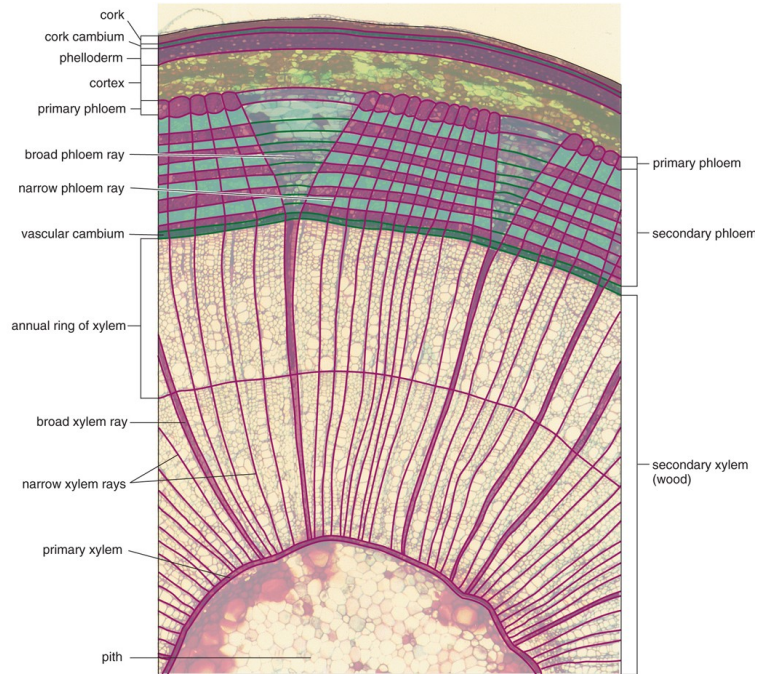 cork
cork cambium
phelloderm
cortex
primary phloem
broad phloem ray
narrow phloem ray
vascular cambium
annual ring of xylem
broad xylem ray
narrow xylem rays
primary xylem
pith
primary phloem
secondary phloem
secondary xylem
(wood)